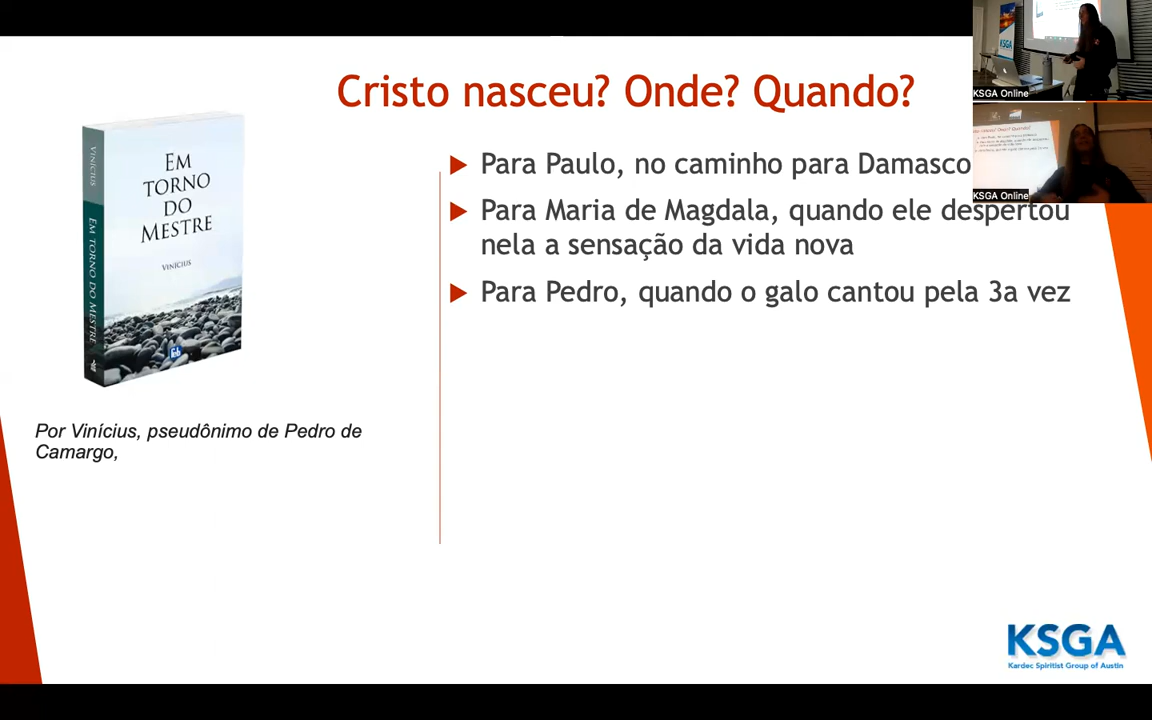 Cristo nasceu? Onde? Quando?
KSGA
KSGA Online
KSGA Online
Para Paulo, no caminho para Damasco
Para Maria de Magdala, quando ele despertou
nela a sensação da vida nova
Para Pedro, quando o galo cantou pela 3a vez
VINÍCIUS
EM TORNO DO MESTRE
feb
EM
TORNO
DO
MESTRE
VINÍCIUS
Por Vinícius, pseudônimo de Pedro de
Camargo,
KSGA
Kardec Spiritist Group of Austin